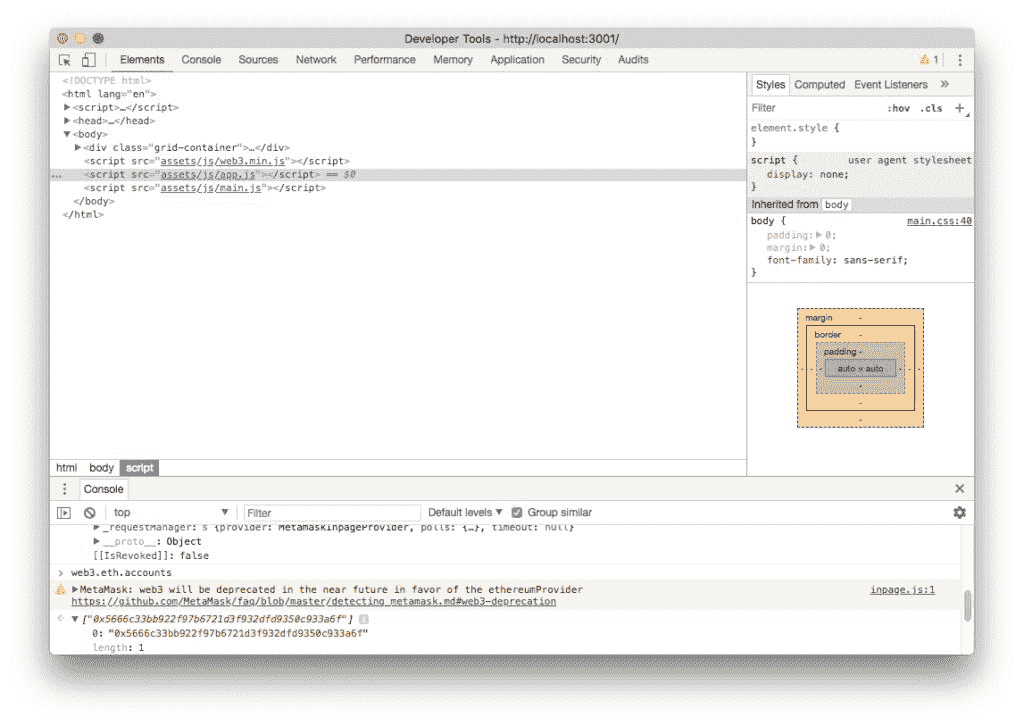 Developer Tools - http://localhost:3001/
Elements Console Sources Network Performance Memory Application Security Audits 1
<!DOCTYPE html>
<html lang="en">
▶<script>…</script>
▶<head>…</head>
▼<body>
▶<div class="grid-container">…</div>
<script src="assets/js/web3.min.js"></script>
… <script src="assets/js/app.js"></script> == $0
<script src="assets/js/main.js"></script>
</body>
</html>
html body script
Styles Computed Event Listeners »
Filter :hov .cls +
element.style {
}
script { user agent stylesheet
display: none;
}
Inherited from body
body { main.css:40
padding:▶ 0;
margin:▶ 0;
font-family: sans-serif;
}
margin -
border -
padding -
- - - auto × auto - - -
-
-
-
Console ×
top ▼ Filter Default levels ▼ Group similar
▶ _requestManager: s {provider: MetamaskInpageProvider, polls: {…}, timeout: null}
▶ __proto__: Object
[[IsRevoked]]: false
> web3.eth.accounts
▶MetaMask: web3 will be deprecated in the near future in favor of the ethereumProvider inpage.js:1
https://github.com/MetaMask/faq/blob/master/detecting_metamask.md#web3-deprecation
▼["0x5666c33bb922f97b6721d3f932dfd9350c933a6f"] i
0: "0x5666c33bb922f97b6721d3f932dfd9350c933a6f"
length: 1